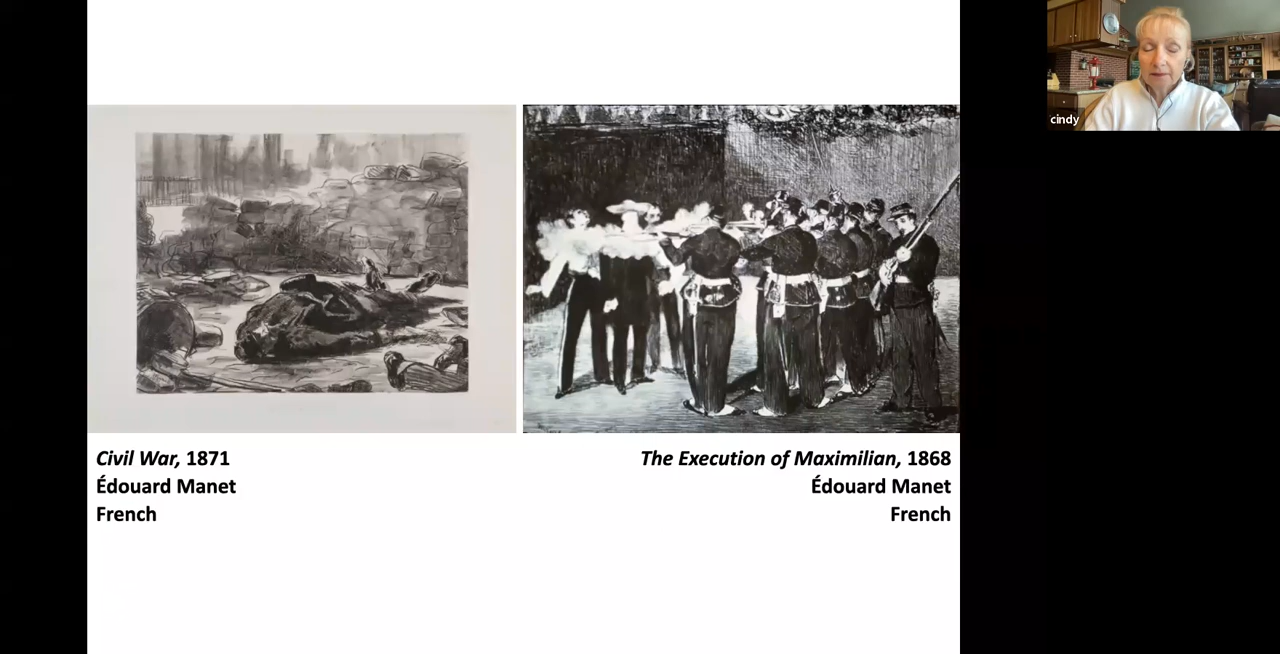 cindy
Civil War, 1871
Édouard Manet
French
The Execution of Maximilian, 1868
Édouard Manet
French